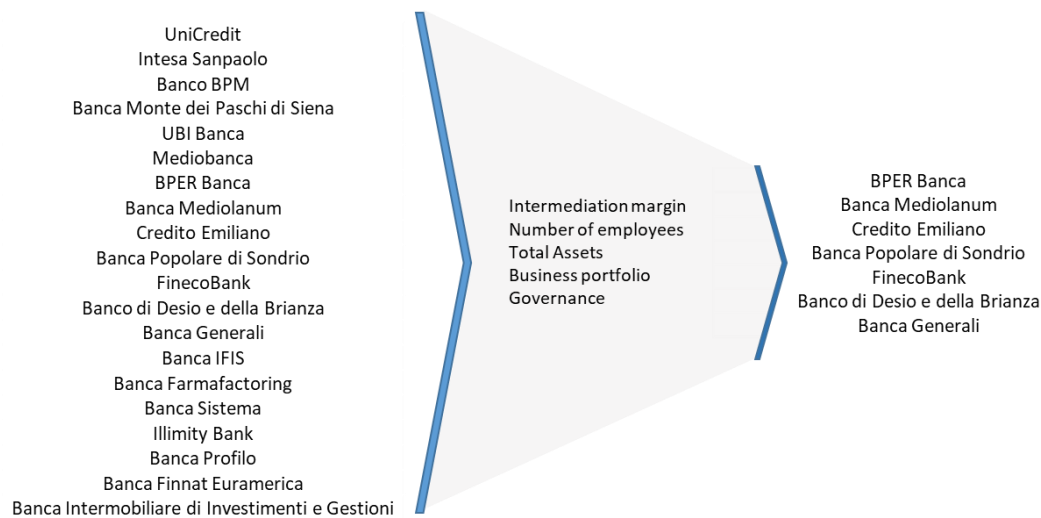 UniCredit
Intesa Sanpaolo
Banco BPM
Banca Monte dei Paschi di Siena
UBI Banca
Mediobanca
BPER Banca
Banca Mediolanum
Credito Emiliano
Banca Popolare di Sondrio
FinecoBank
Banco di Desio e della Brianza
Banca Generali
Banca IFIS
Banca Farmafactoring
Banca Sistema
Illimity Bank
Banca Profilo
Banca Finnat Euramerica
Banca Intermobiliare di Investimenti e Gestioni
Intermediation margin
Number of employees
Total Assets
Business portfolio
Governance
BPER Banca
Banca Mediolanum
Credito Emiliano
Banca Popolare di Sondrio
FinecoBank
Banco di Desio e della Brianza
Banca Generali